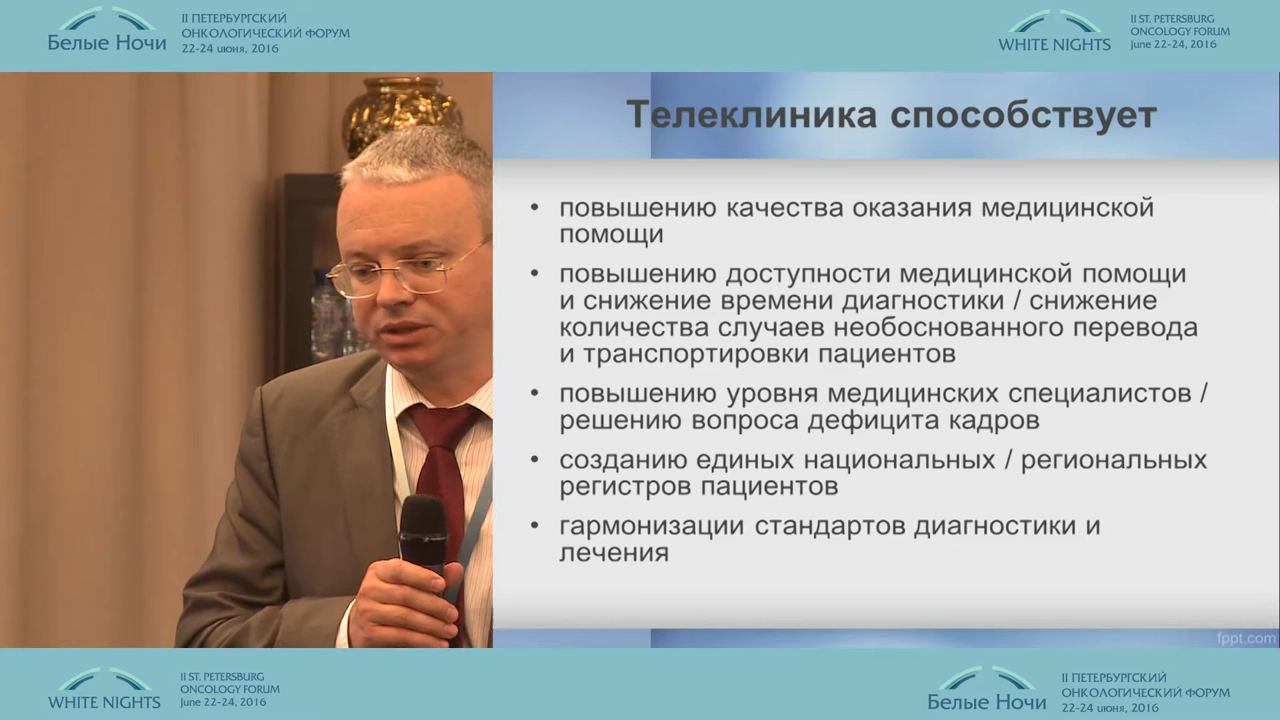 Белые Ночи
II ПЕТЕРБУРГСКИЙ
ОНКОЛОГИЧЕСКИЙ ФОРУМ
22-24 июня, 2016
WHITE NIGHTS
II ST. PETERSBURG
ONCOLOGY FORUM
June 22-24, 2016
Телеклиника способствует
• повышению качества оказания медицинской
помощи
• повышению доступности медицинской помощи
и снижение времени диагностики / снижение
количества случаев необоснованного перевода
и транспортировки пациентов
• повышению уровня медицинских специалистов /
решению вопроса дефицита кадров
• созданию единых национальных / региональных
регистров пациентов
• гармонизации стандартов диагностики и
лечения
fppt.com
WHITE NIGHTS
II ST. PETERSBURG
ONCOLOGY FORUM
June 22-24, 2016
Белые Ночи
II ПЕТЕРБУРГСКИЙ
ОНКОЛОГИЧЕСКИЙ ФОРУМ
22-24 июня, 2016